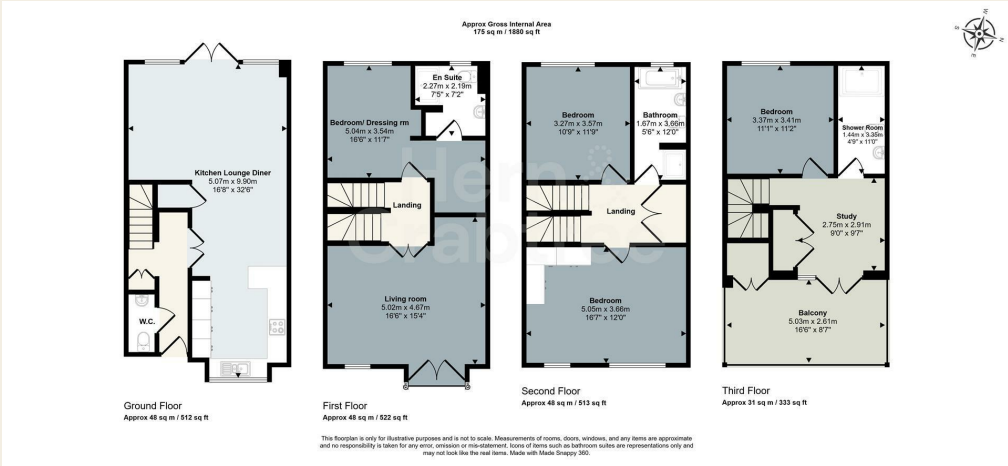 Approx Gross Internal Area
175 sq m / 1880 sq ft
Kitchen Lounge Diner
5.07m x 9.90m
16'8" x 32'6"
W.C.
Ground Floor
Approx 48 sq m / 512 sq ft
En Suite
2.27m x 2.19m
7'5" x 7'2"
Bedroom/ Dressing rm
5.04m x 3.54m
16'6" x 11'7"
Landing
Living room
5.02m x 4.67m
16'6" x 15'4"
First Floor
Approx 48 sq m / 522 sq ft
Bedroom
3.27m x 3.57m
10'9" x 11'9"
Bathroom
1.67m x 3.66m
5'6" x 12'0"
Landing
Bedroom
5.05m x 3.66m
16'7" x 12'0"
Second Floor
Approx 48 sq m / 513 sq ft
Bedroom
3.37m x 3.41m
11'1" x 11'2"
Shower Room
1.44m x 3.35m
4'9" x 11'0"
Study
2.75m x 2.91m
9'0" x 9'7"
Balcony
5.03m x 2.61m
16'6" x 8'7"
Third Floor
Approx 31 sq m / 333 sq ft
Hern
Crabtree
This floorplan is only for illustrative purposes and is not to scale. Measurements of rooms, doors, windows, and any items are approximate
and no responsibility is taken for any error, omission or mis-statement. Icons of items such as bathroom suites are representations only and
may not look like the real items. Made with Made Snappy 360.